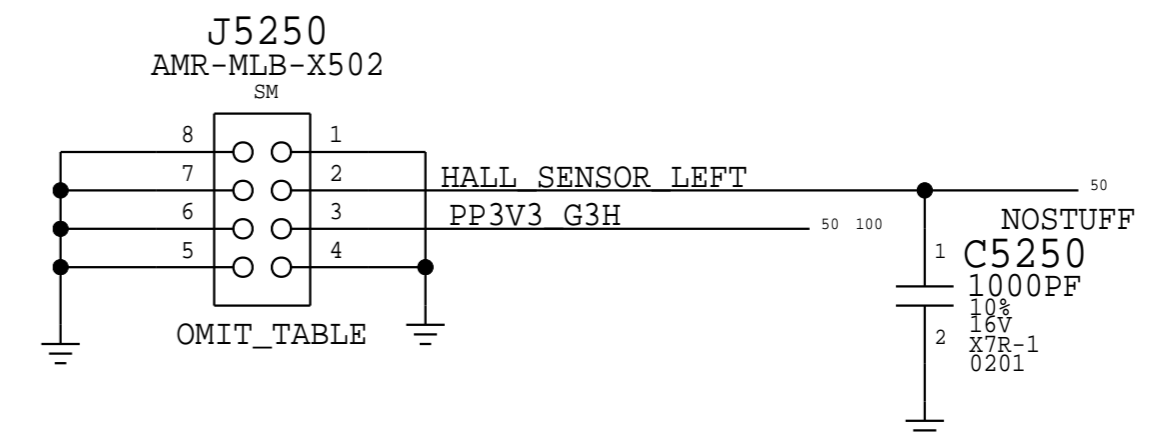 J5250
AMR-MLB-X502
SM
8 1
7 2 HALL_SENSOR_LEFT 50
6 3 PP3V3_G3H 50 100
5 4
OMIT_TABLE
NOSTUFF
1 C5250
1000PF
10%
16V
2 X7R-1
0201